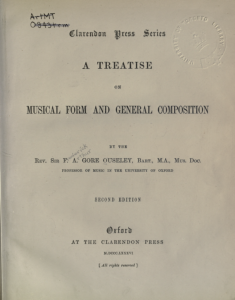 Clarendon Press Series
A TREATISE
ON
MUSICAL FORM AND GENERAL COMPOSITION
BY THE
REV. SIR F. A. GORE OUSELEY, BART., M.A., MUS. DOC.
PROFESSOR OF MUSIC IN THE UNIVERSITY OF OXFORD
SECOND EDITION
Oxford
AT THE CLARENDON PRESS
MDCCCLXXXVI
[All rights reserved]